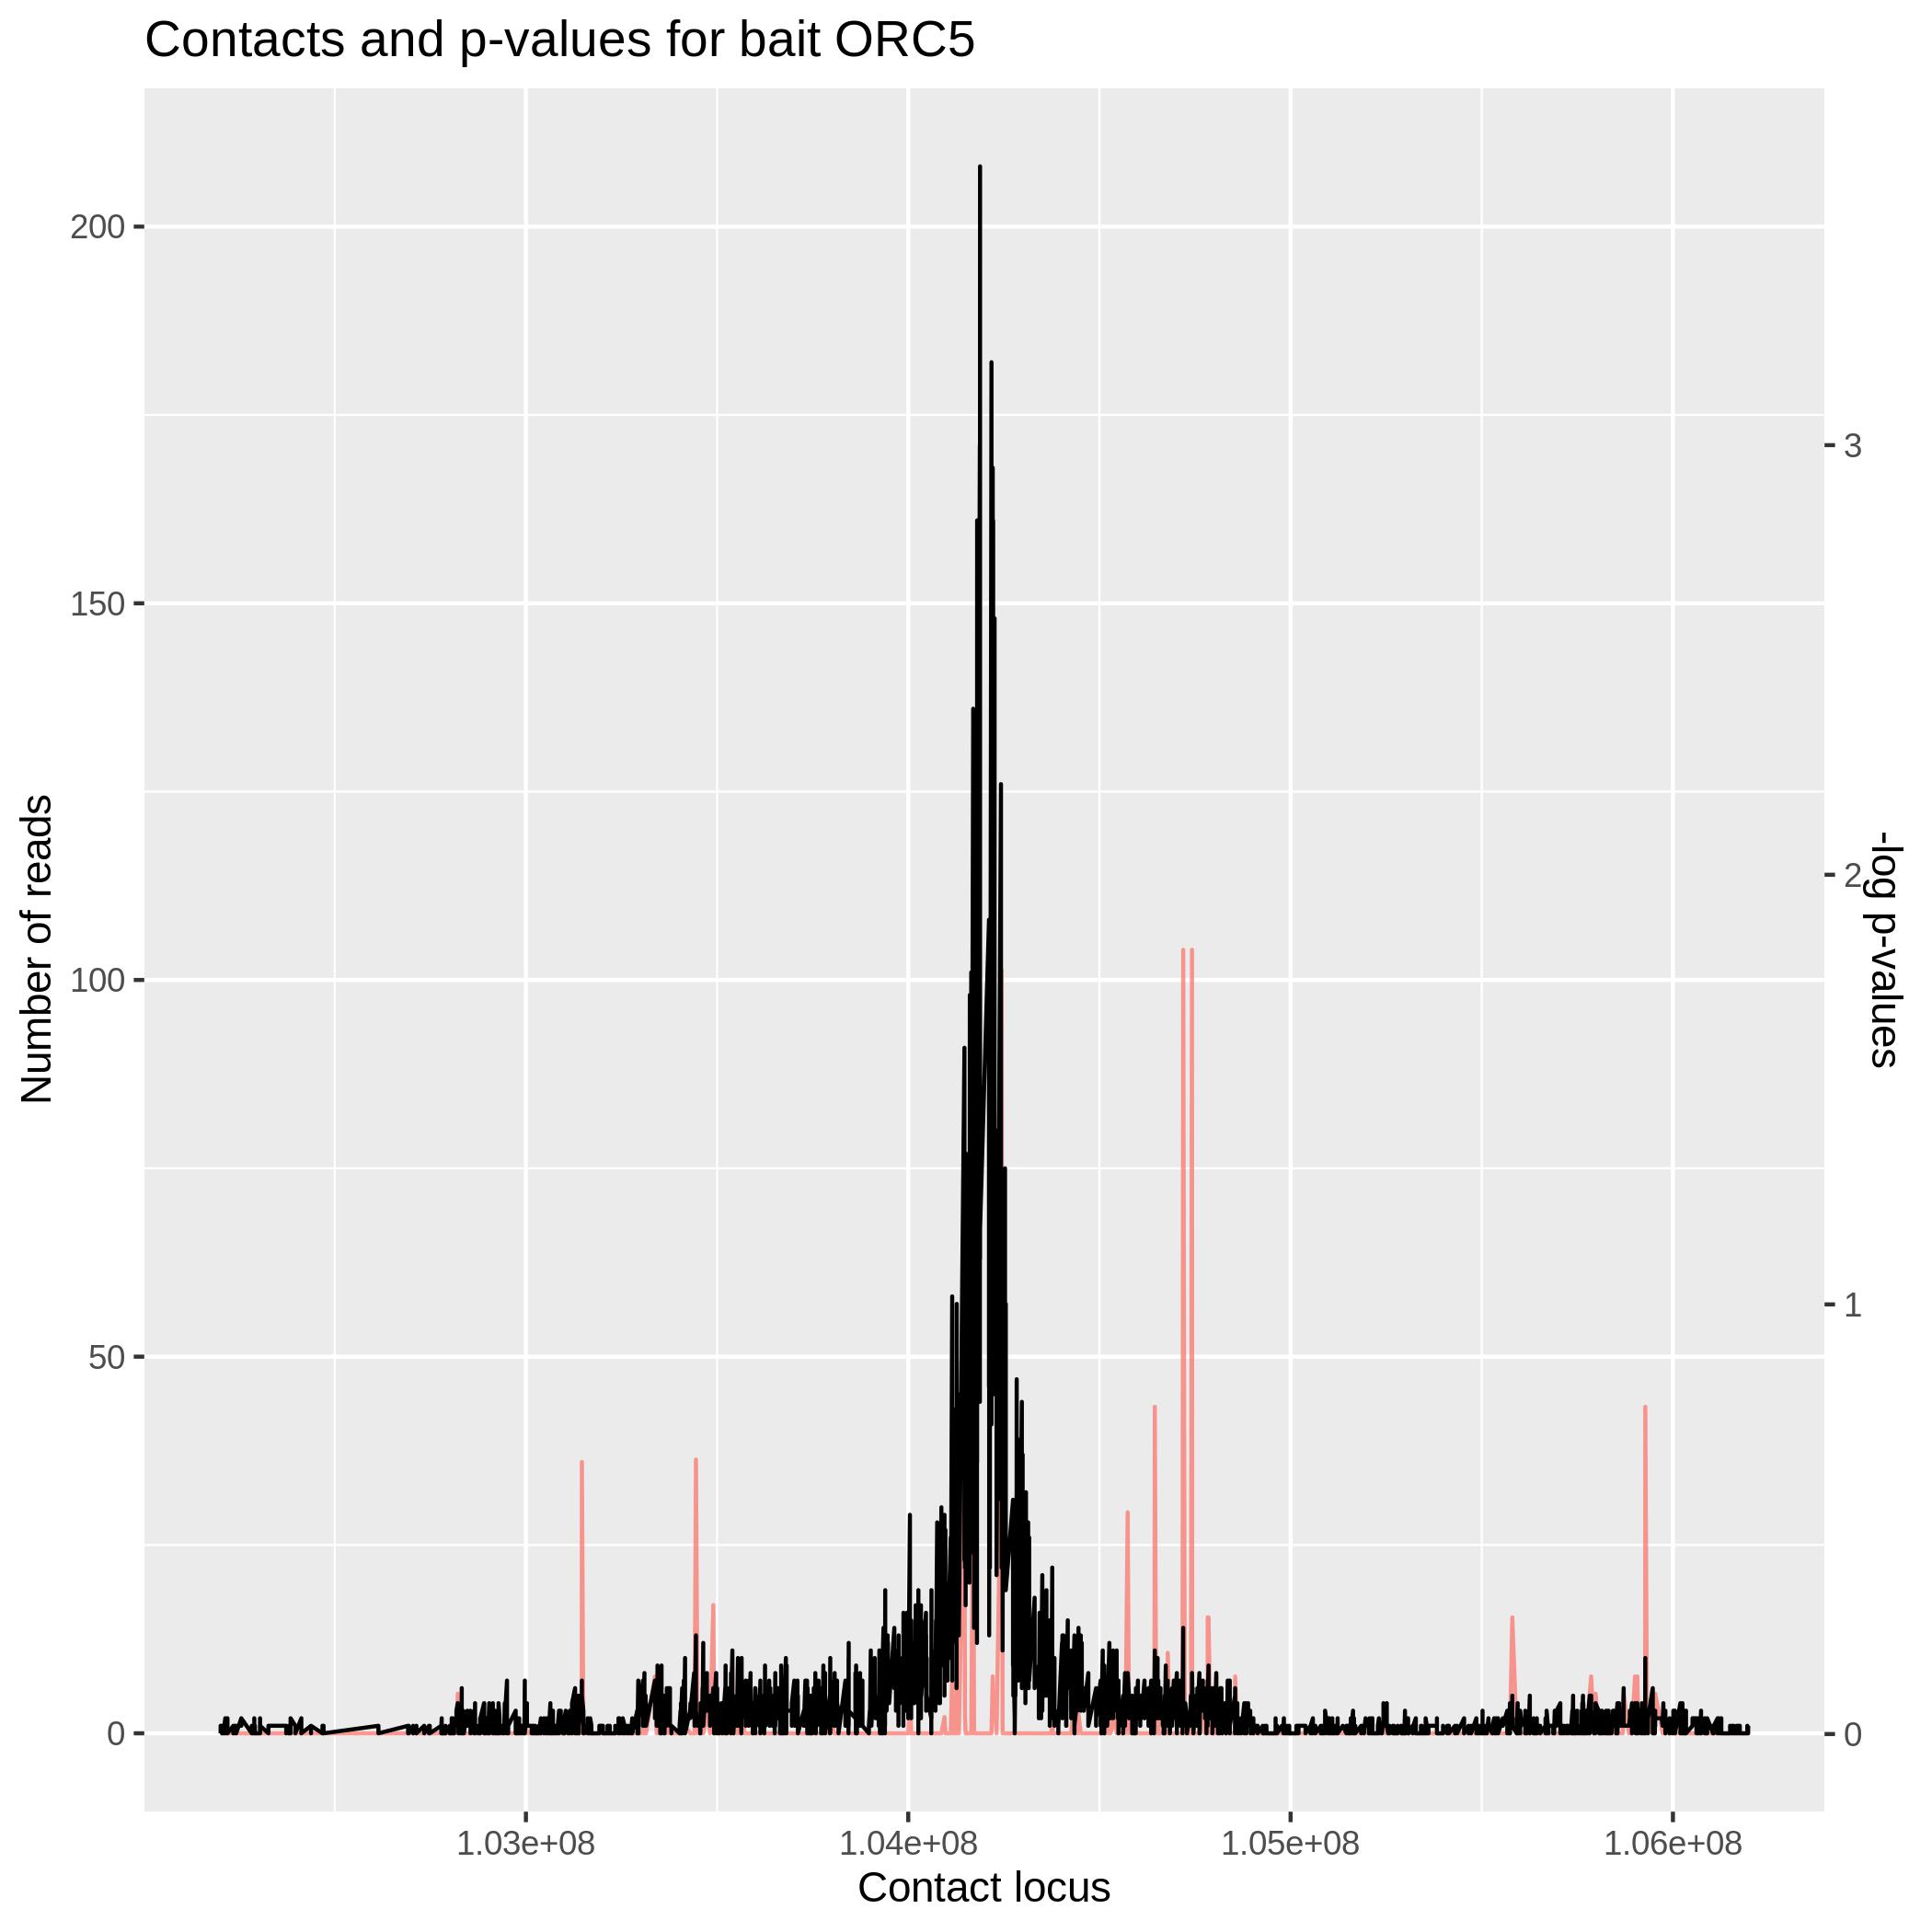 Contacts and p-values for bait ORC5
Number of reads
200
150
100
50
0
3
2
1
0
-log p-values
1.03e+08
1.04e+08
1.05e+08
1.06e+08
Contact locus